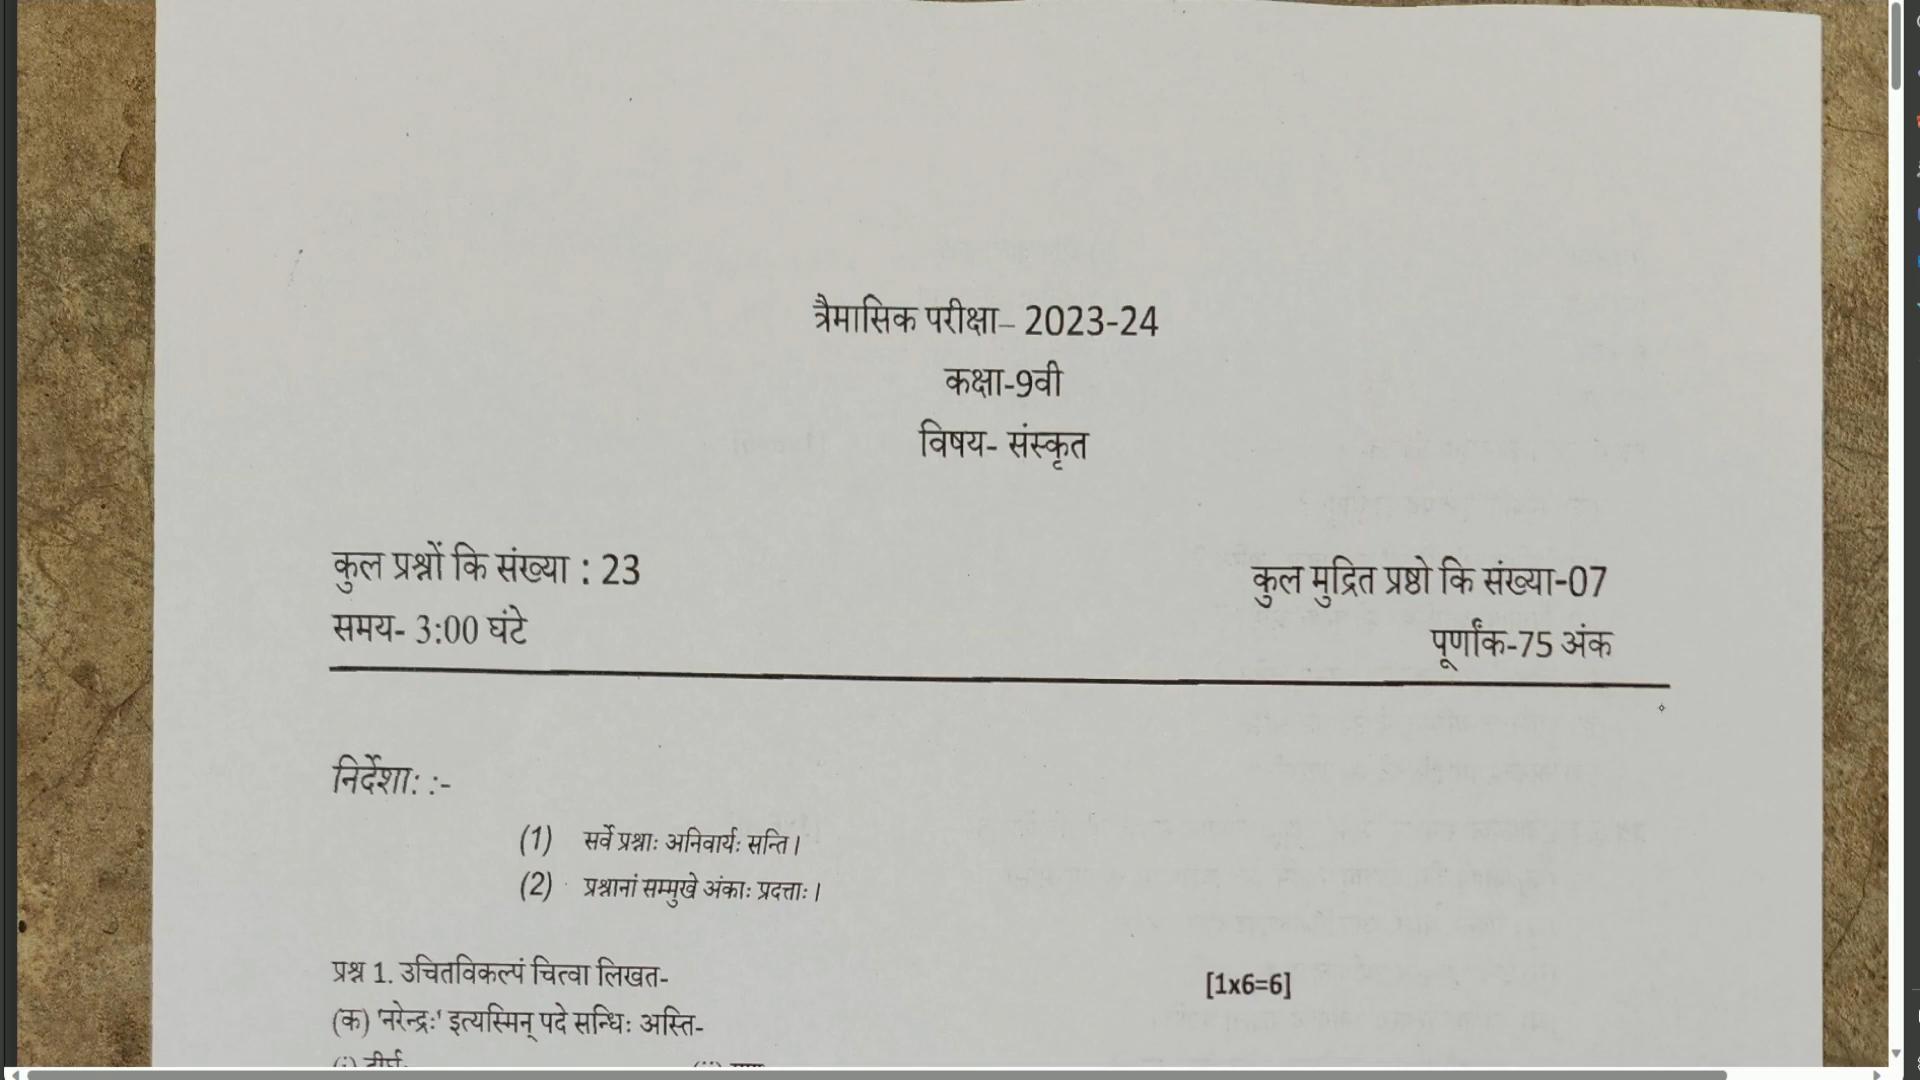 त्रैमासिक परीक्षा– 2023-24
कक्षा-9वी
विषय- संस्कृत
कुल प्रश्नों कि संख्या : 23
कुल मुद्रित प्रष्ठो कि संख्या-07
समय- 3:00 घंटे
पूर्णांक-75 अंक
निर्देशा: :-
(1) सर्वे प्रश्नाः अनिवार्यः सन्ति।
(2) प्रश्नानां सम्मुखे अंकाः प्रदत्ताः।
प्रश्न 1. उचितविकल्पं चित्वा लिखत- [1x6=6]
(क) 'नरेन्द्रः' इत्यस्मिन् पदे सन्धिः अस्ति-